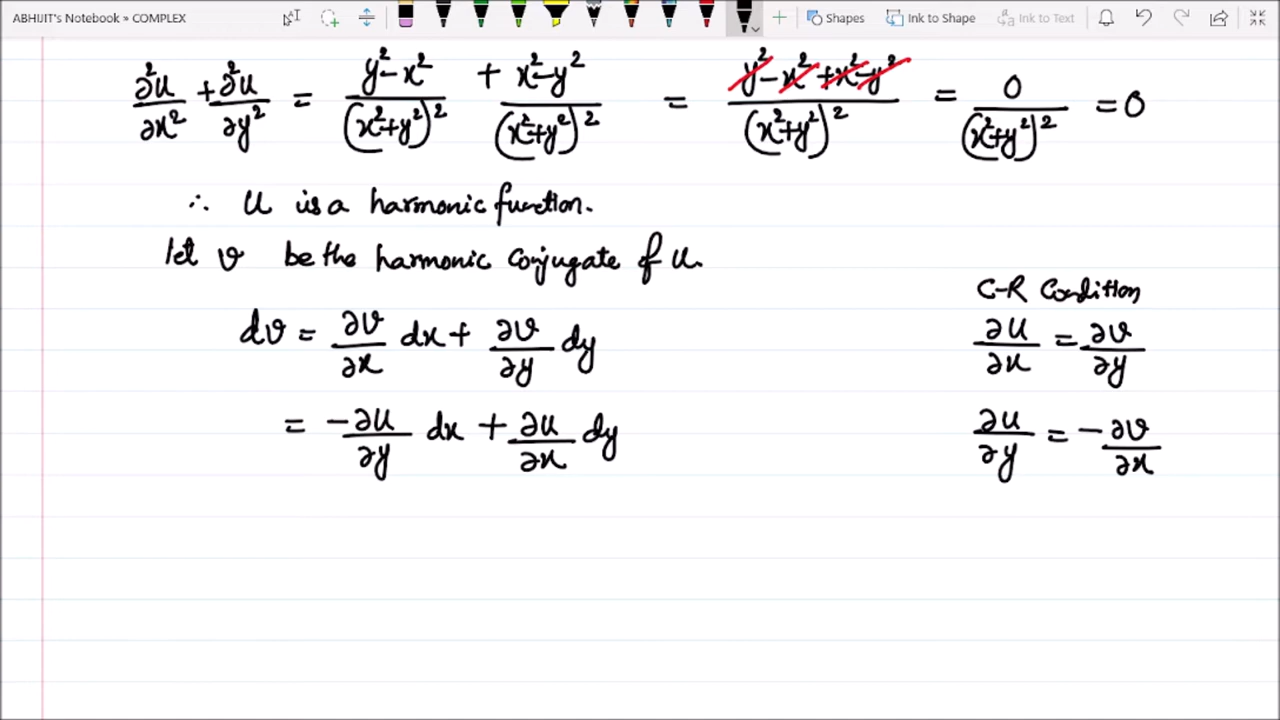 ABHIJIT's Notebook » COMPLEX
Shapes Ink to Shape Ink to Text
∂²u/∂x² + ∂²u/∂y² = y²-x²/(x²+y²)² + x²-y²/(x²+y²)² = y²-x²+x²-y²/(x²+y²)² = 0/(x²+y²)² = 0
∴ u is a harmonic function.
let v be the harmonic conjugate of u.
C-R Condition
dv = ∂v/∂x dx + ∂v/∂y dy
∂u/∂x = ∂v/∂y
= -∂u/∂y dx + ∂u/∂x dy
∂u/∂y = -∂v/∂x